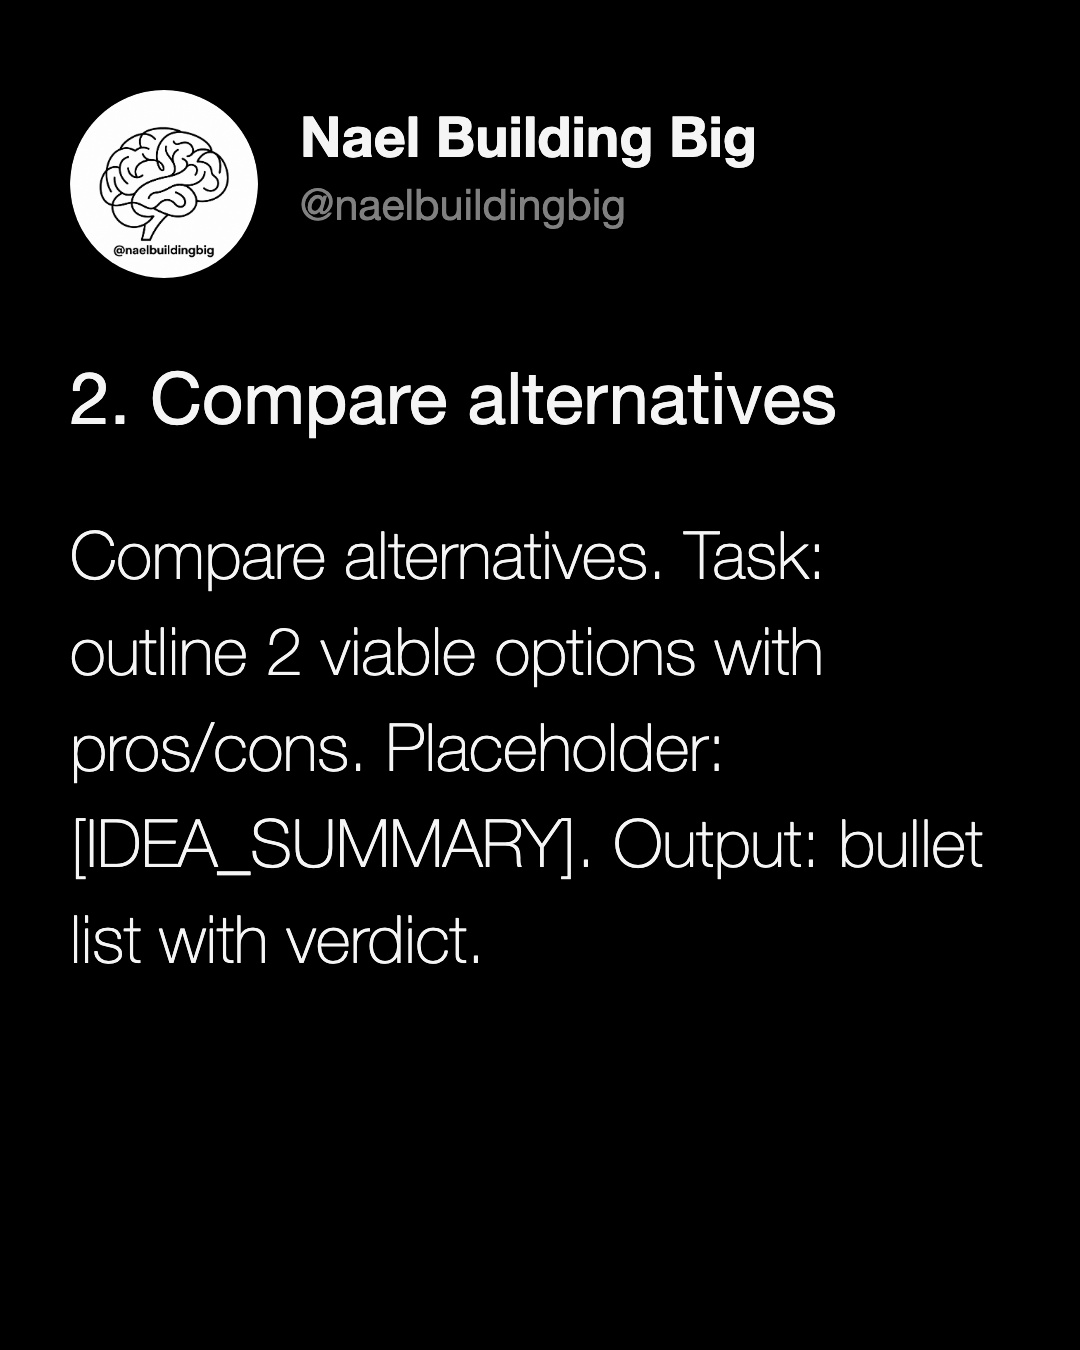 Nael Building Big
@naelbuildingbig
@naelbuildingbig
2. Compare alternatives
Compare alternatives. Task:
outline 2 viable options with
pros/cons. Placeholder:
[IDEA_SUMMARY]. Output: bullet
list with verdict.